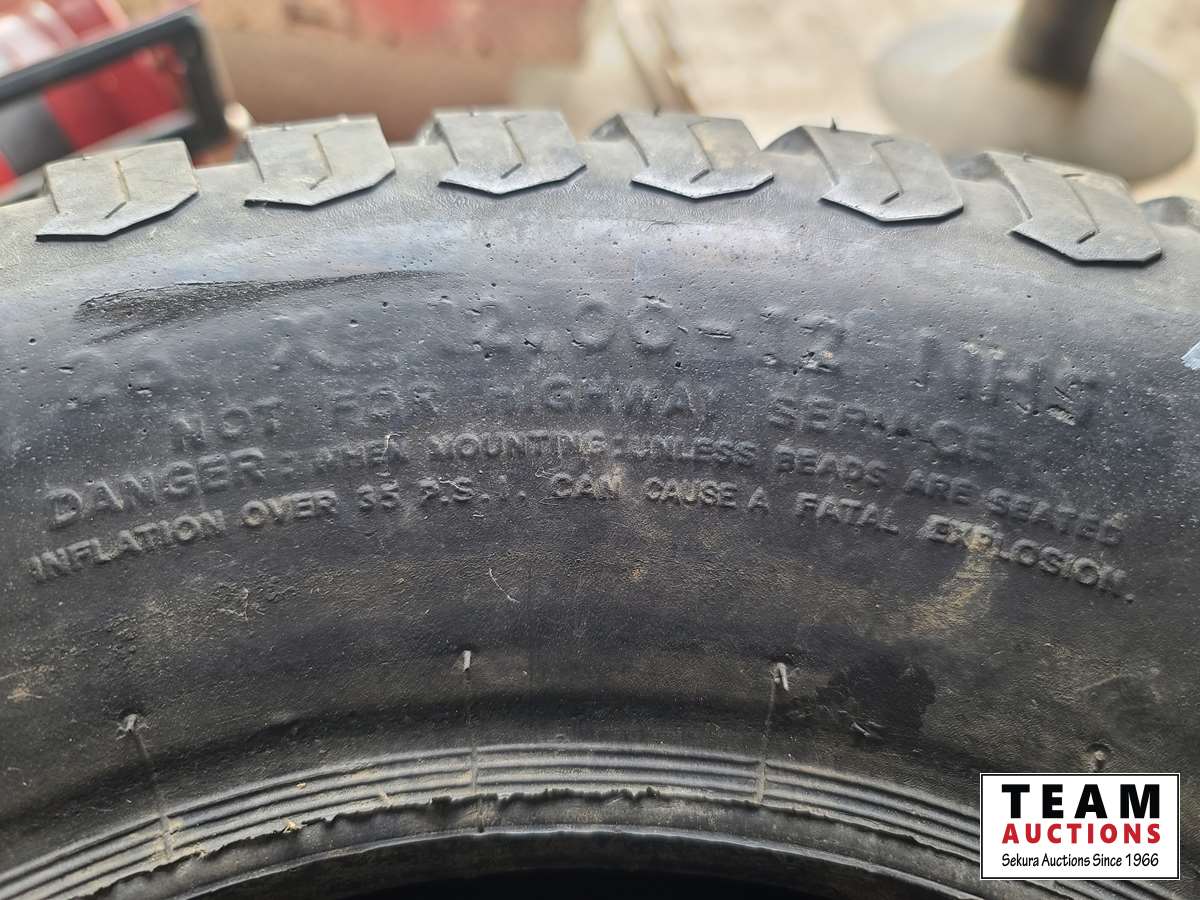 X 12.00-12 NHS
NOT FOR HIGHWAY SERVICE
DANGER: WHEN MOUNTING: UNLESS BEADS ARE SEATED
INFLATION OVER 35 P.S.I. CAN CAUSE A FATAL EXPLOSION.
TEAM
AUCTIONS
Sekura Auctions Since 1966